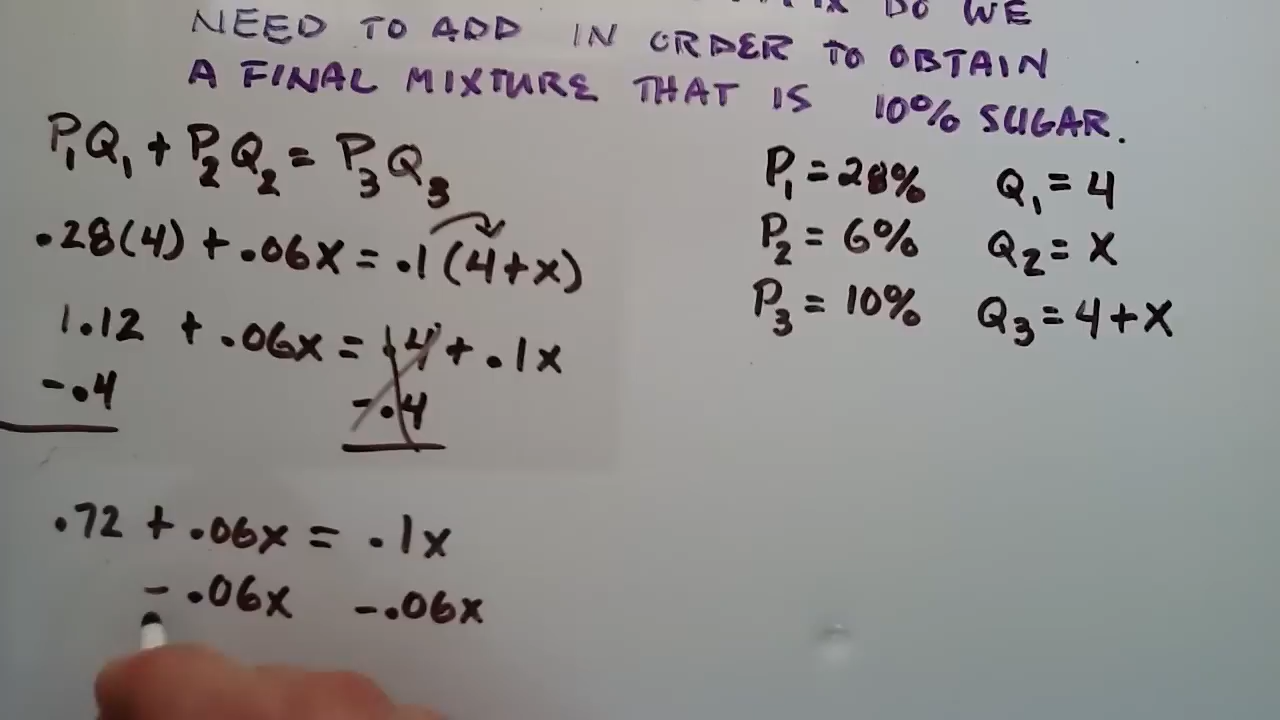 DO WE
NEED TO ADD IN ORDER TO OBTAIN
A FINAL MIXTURE THAT IS 10% SUGAR.
P₁Q₁ + P₂Q₂ = P₃Q₃
P₁ = 28% Q₁ = 4
.28(4) + .06x = .1(4+x)
P₂ = 6% Q₂ = x
P₃ = 10% Q₃ = 4+x
1.12 + .06x = .4 + .1x
-.4 -.4
.72 + .06x = .1x
- .06x -.06x